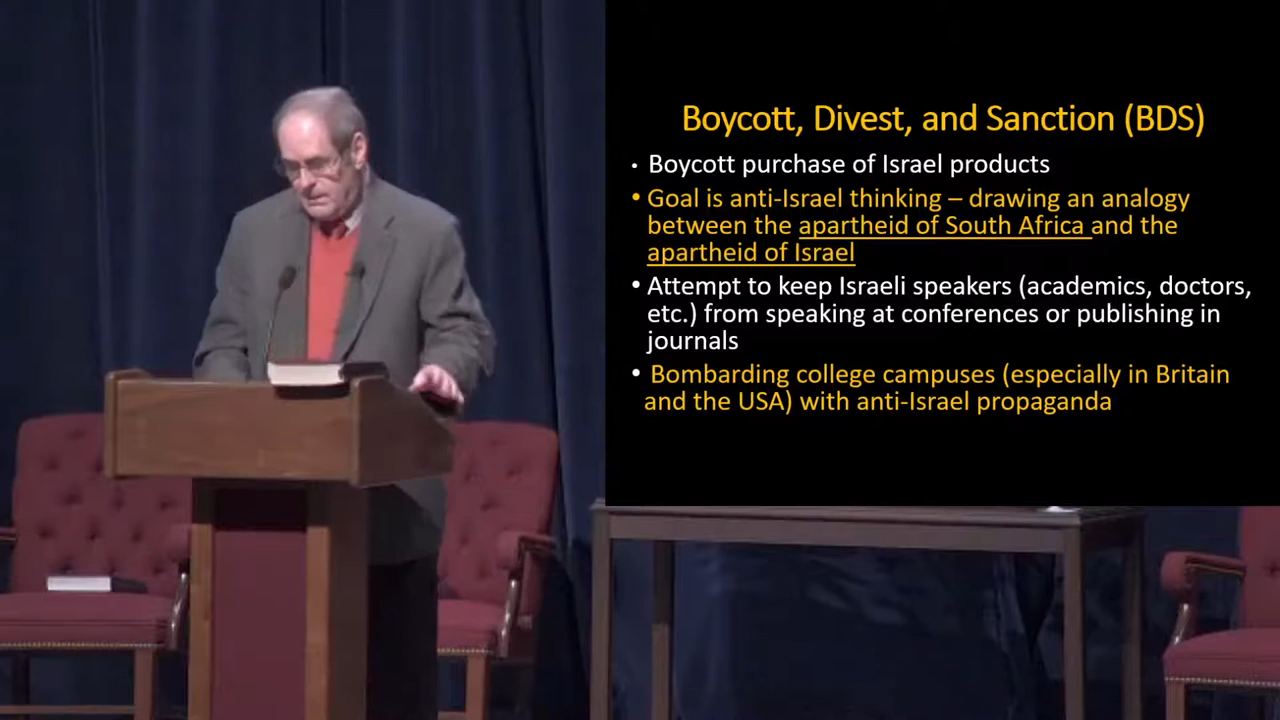 Boycott, Divest, and Sanction (BDS)
• Boycott purchase of Israel products
• Goal is anti-Israel thinking – drawing an analogy
between the apartheid of South Africa and the
apartheid of Israel
• Attempt to keep Israeli speakers (academics, doctors,
etc.) from speaking at conferences or publishing in
journals
• Bombarding college campuses (especially in Britain
and the USA) with anti-Israel propaganda